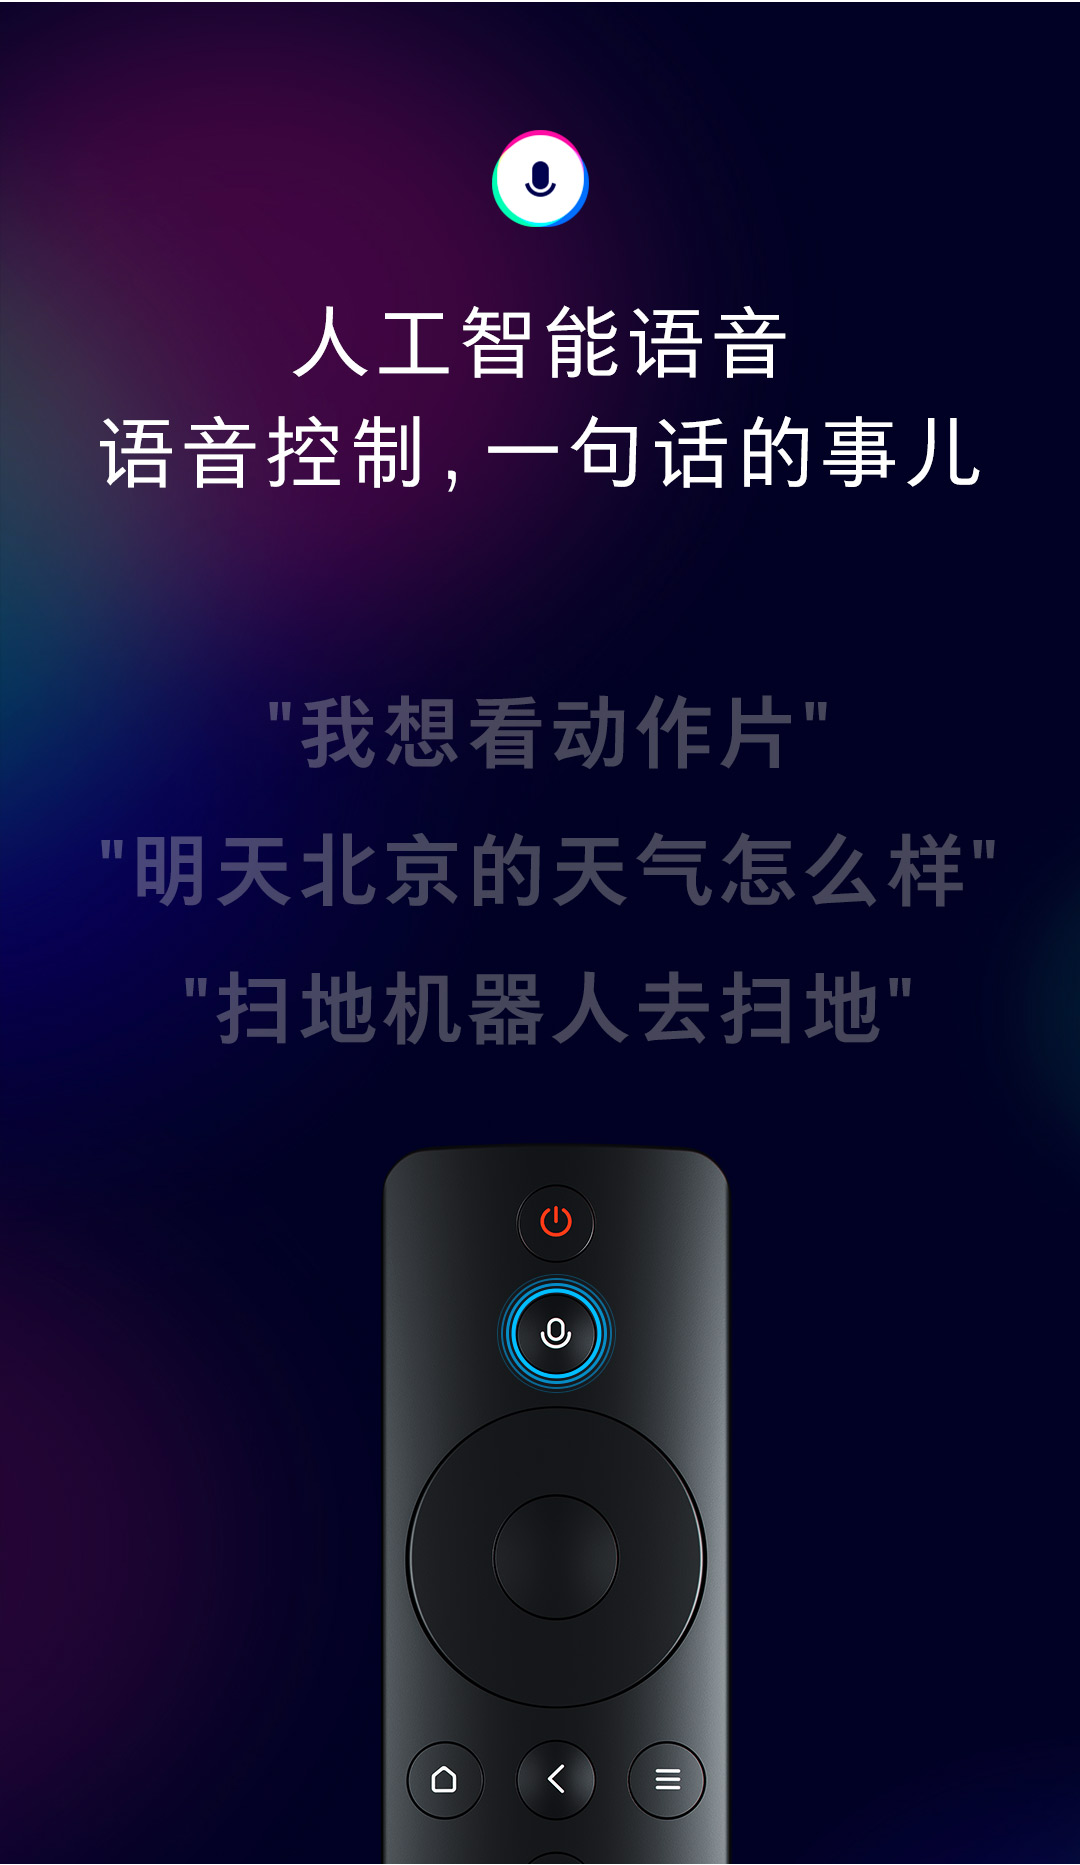 人工智能语音
语音控制,一句话的事儿
"我想看动作片"
"明天北京的天气怎么样"
"扫地机器人去扫地"